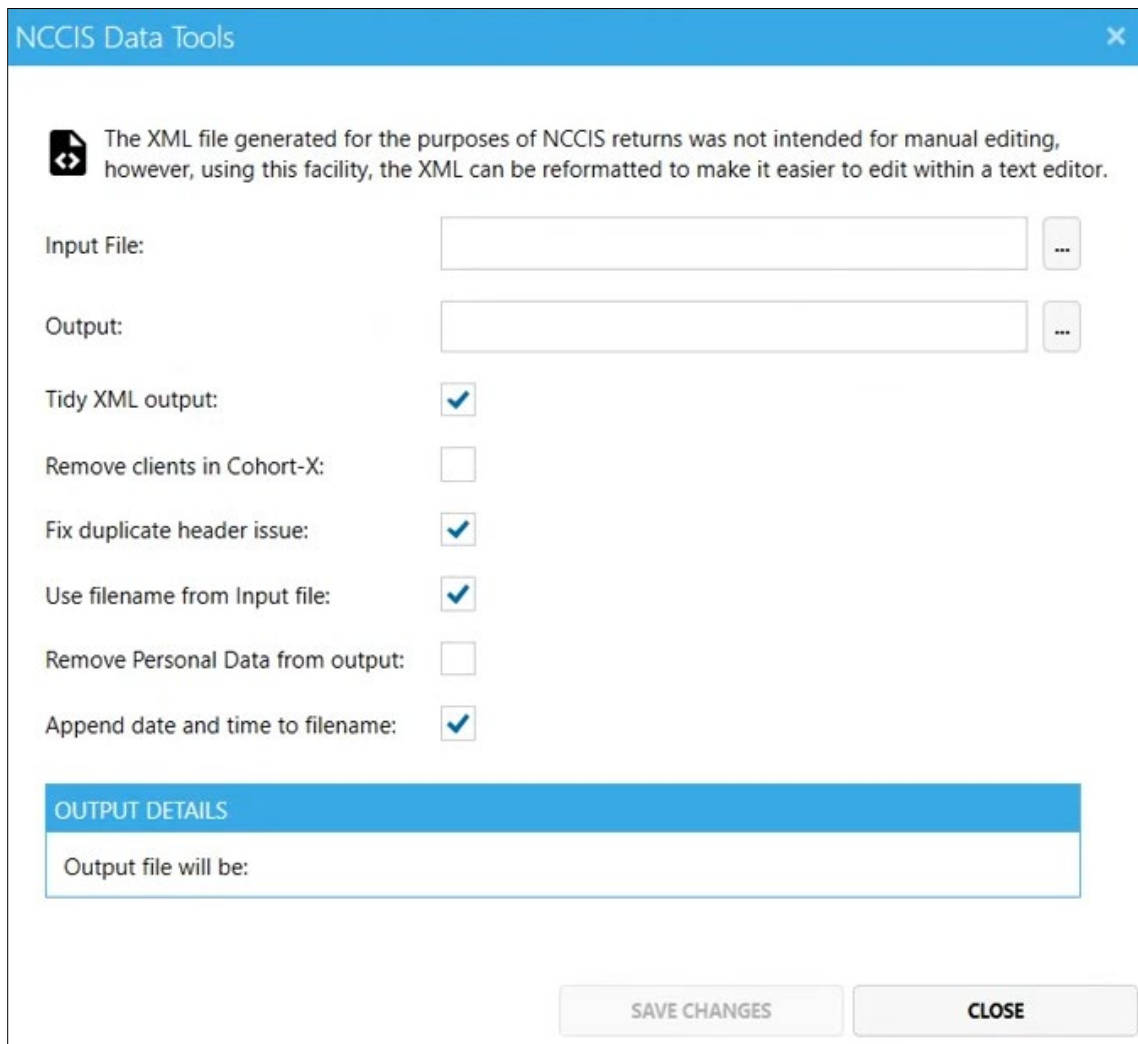 NCCIS Data Tools
The XML file generated for the purposes of NCCIS returns was not intended for manual editing,
however, using this facility, the XML can be reformatted to make it easier to edit within a text editor.
Input File:
...
Output:
...
Tidy XML output:
Remove clients in Cohort-X:
Fix duplicate header issue:
Use filename from Input file:
Remove Personal Data from output:
Append date and time to filename:
OUTPUT DETAILS
Output file will be:
SAVE CHANGES
CLOSE